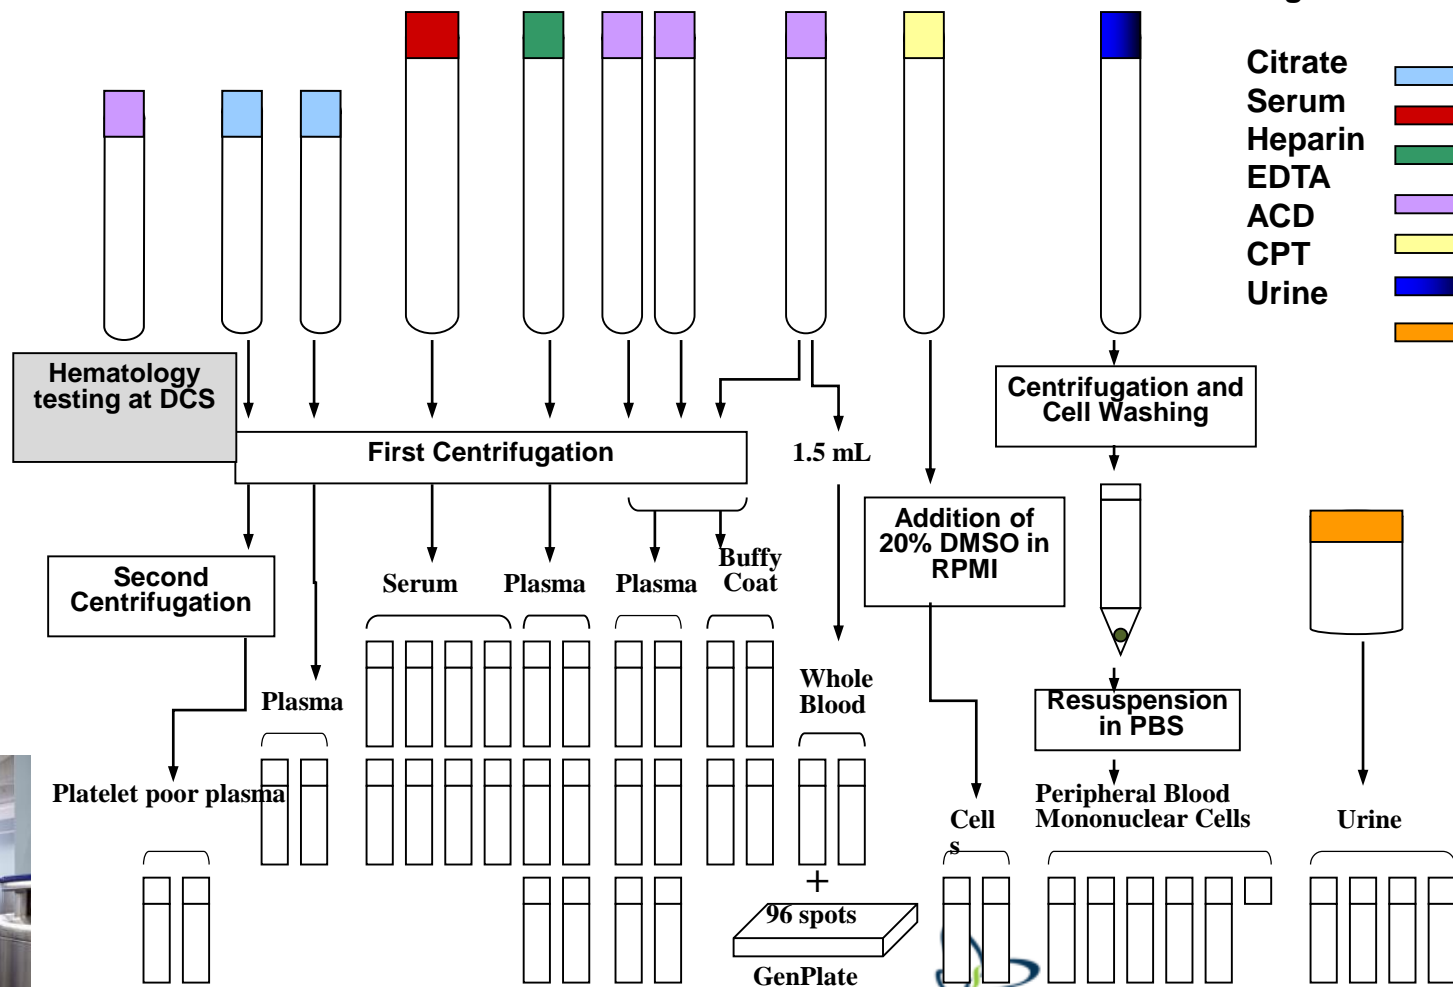 Citrate
Serum
Heparin
EDTA
ACD
CPT
Urine
Hematology
testing at DCS
First Centrifugation
1.5 mL
Centrifugation and
Cell Washing
Addition of
20% DMSO in
RPMI
Second
Centrifugation
Serum
Plasma
Plasma
Buffy
Coat
Plasma
Whole
Blood
Resuspension
in PBS
Platelet poor plasma
Cell
s
Peripheral Blood
Mononuclear Cells
Urine
+
96 spots
GenPlate